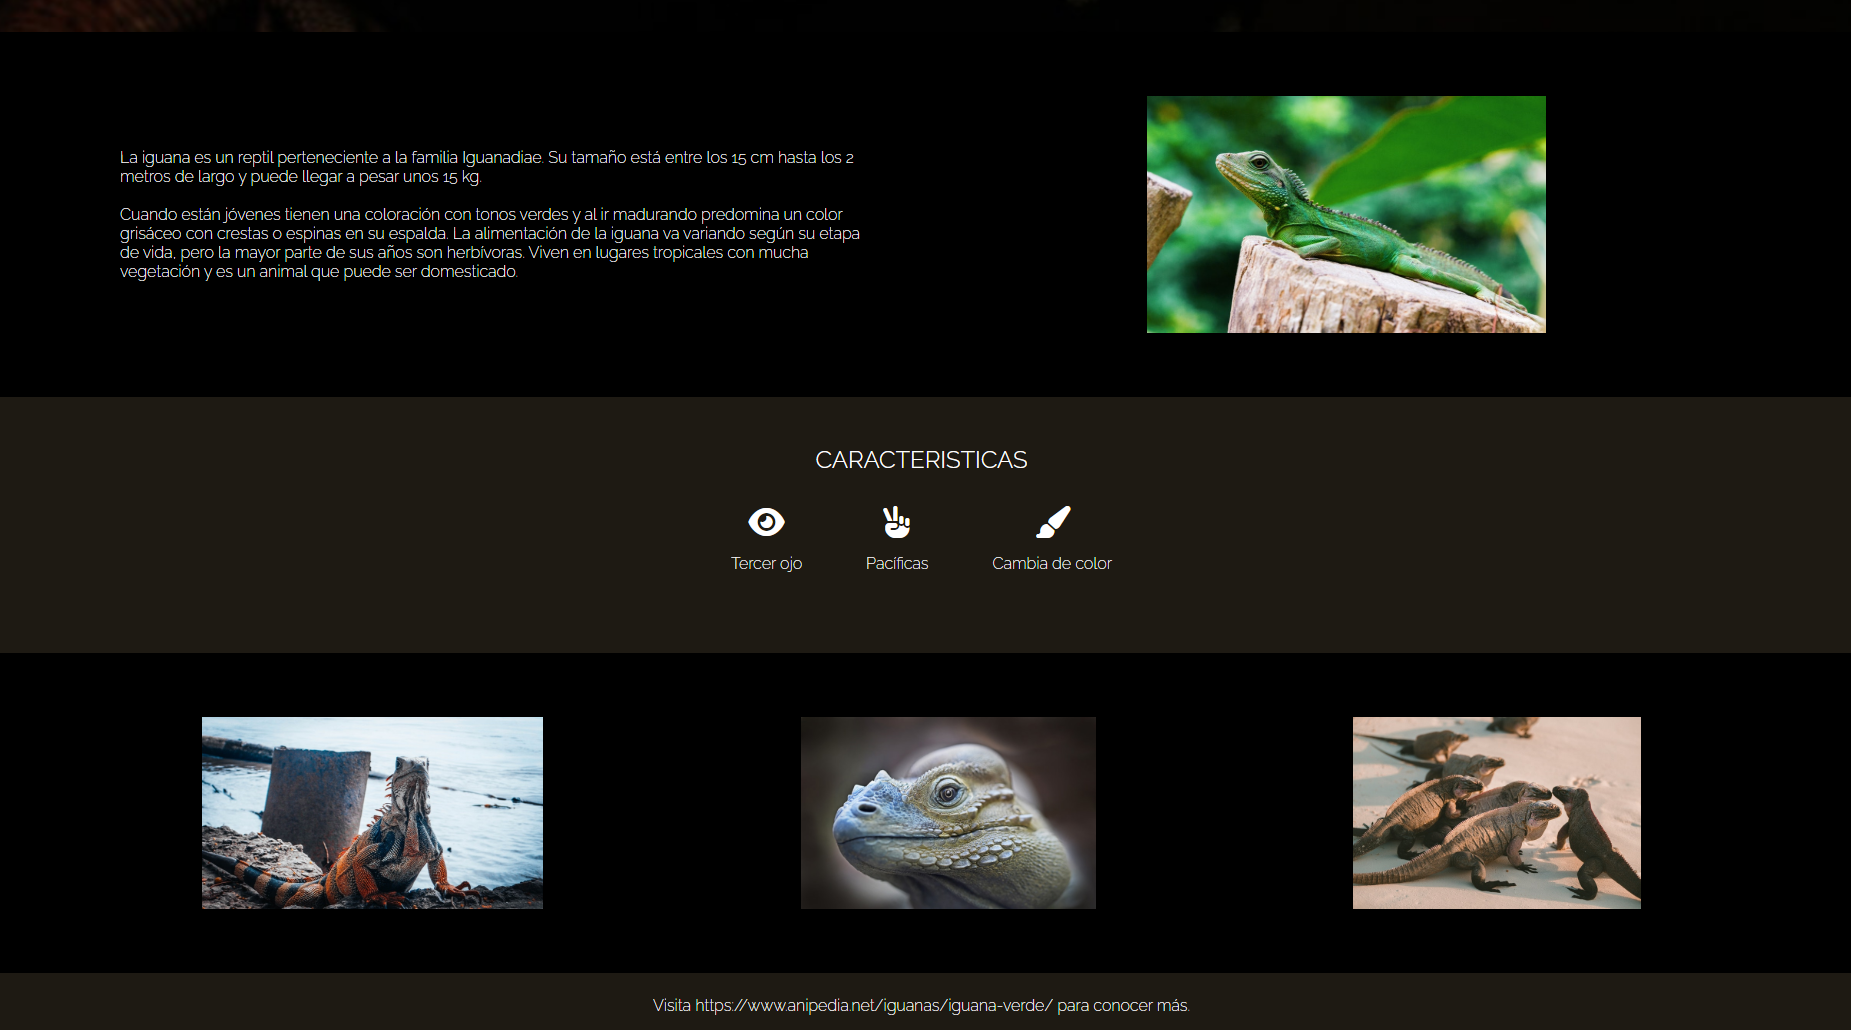 La iguana es un reptil perteneciente a la familia Iguanadiae. Su tamaño está entre los 15 cm hasta los 2
metros de largo y puede llegar a pesar unos 15 kg.
Cuando están jóvenes tienen una coloración con tonos verdes y al ir madurando predomina un color
grisáceo con crestas o espinas en su espalda. La alimentación de la iguana va variando según su etapa
de vida, pero la mayor parte de sus años son herbívoras. Viven en lugares tropicales con mucha
vegetación y es un animal que puede ser domesticado.
CARACTERISTICAS
Tercer ojo
Pacíficas
Cambia de color
Visita https://www.anipedia.net/iguanas/iguana-verde/ para conocer más.